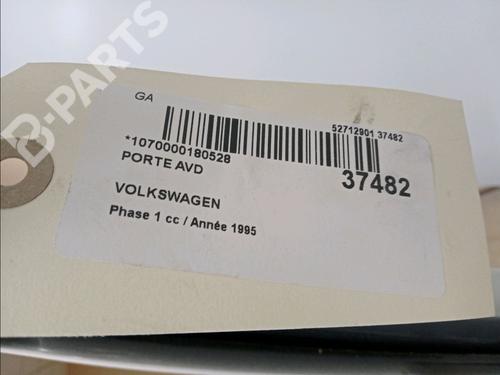 B-PARTS
GA
52712901 37482
*1070000180528
PORTE AVD
37482
VOLKSWAGEN
Phase 1 cc / Année 1995